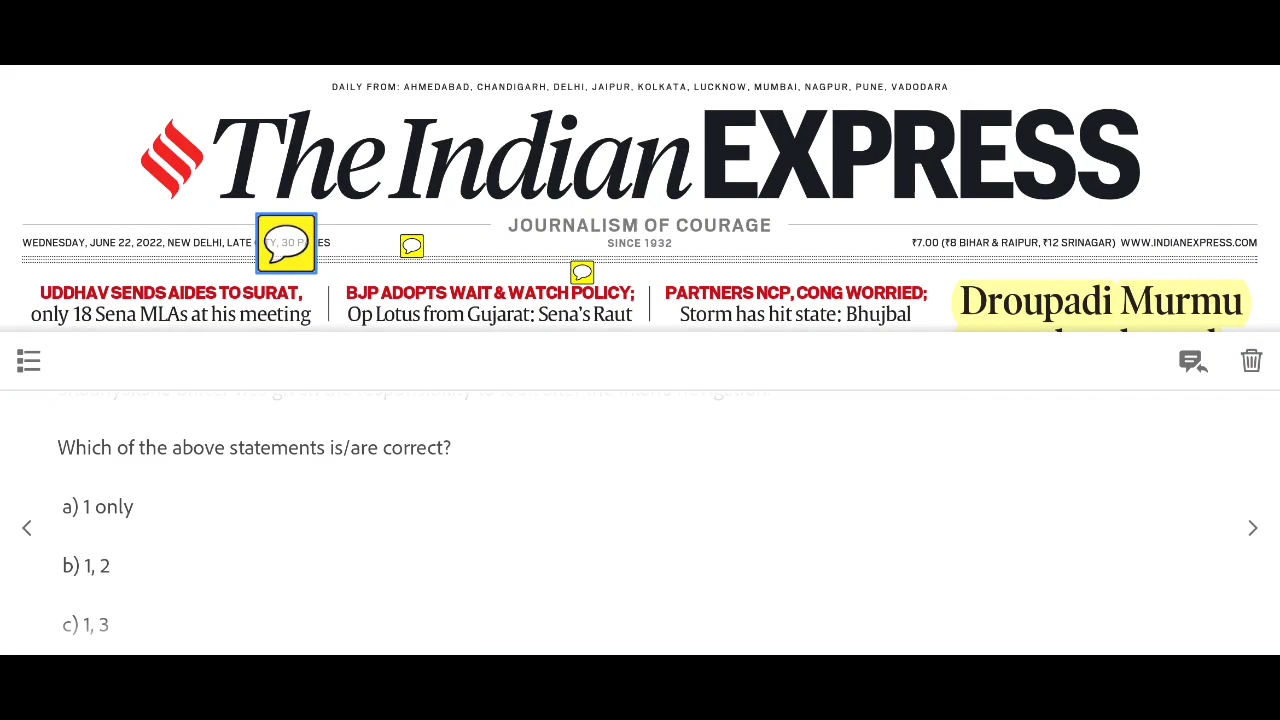 DAILY FROM: AHMEDABAD, CHANDIGARH, DELHI, JAIPUR, KOLKATA, LUCKNOW, MUMBAI, NAGPUR, PUNE, VADODARA
The Indian EXPRESS
JOURNALISM OF COURAGE
SINCE 1932
WEDNESDAY, JUNE 22, 2022, NEW DELHI, LATE CITY, 30 PAGES
₹7.00 (₹8 BIHAR & RAIPUR, ₹12 SRINAGAR) WWW.INDIANEXPRESS.COM
UDDHAV SENDS AIDES TO SURAT,
only 18 Sena MLAs at his meeting
BJP ADOPTS WAIT & WATCH POLICY;
Op Lotus from Gujarat: Sena's Raut
PARTNERS NCP, CONG WORRIED;
Storm has hit state: Bhujbal
Droupadi Murmu
Which of the above statements is/are correct?
a) 1 only
b) 1, 2
c) 1, 3